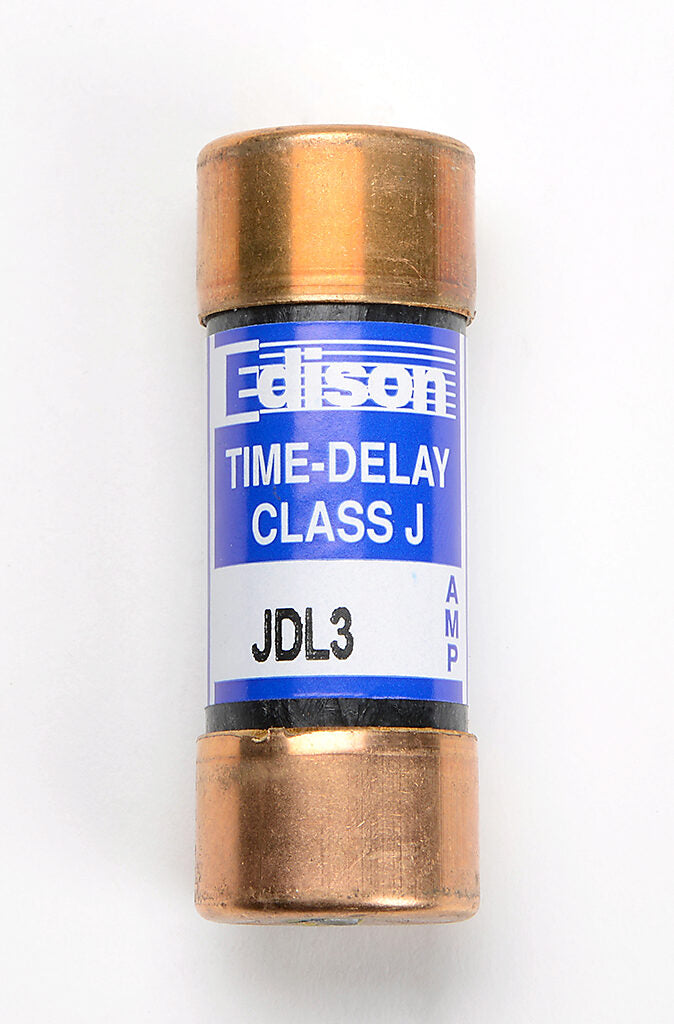 Edison
TIME-DELAY
CLASS J
JDL3
AMP